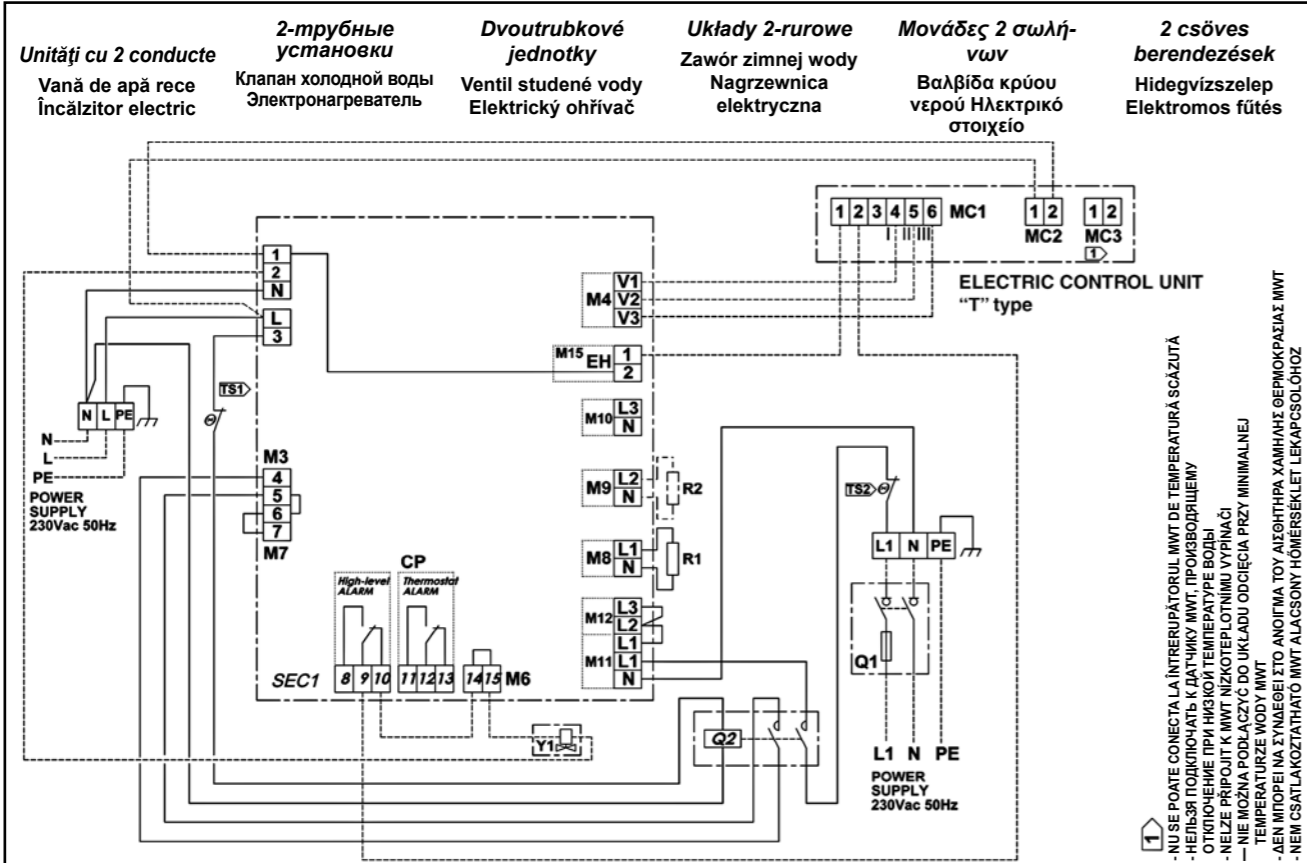 Unităţi cu 2 conducte
Vană de apă rece
Încălzitor electric
2-трубные
установки
Клапан холодной воды
Электронагреватель
Dvoutrubkové
jednotky
Ventil studené vody
Elektrický ohřívač
Układy 2-rurowe
Zawór zimnej wody
Nagrzewnica
elektryczna
Μονάδες 2 σωλή-
νων
Βαλβίδα κρύου
νερού Ηλεκτρικό
στοιχείο
2 csöves
berendezések
Hidegvízszelep
Elektromos fűtés
1 2 3 4 5 6 MC1
I II III
1 2
MC2
1 2
MC3
1
ELECTRIC CONTROL UNIT
“T” type
1
2
N
L
3
TS1
N L PE
N
L
PE
POWER
SUPPLY
230Vac 50Hz
M3
4
5
6
7
M7
M4 V1
V2
V3
M15 EH 1
2
M10 L3
N
M9 L2
N
R2
M8 L1
N
R1
M12 L3
L2
L1
M11 L1
N
CP
High-level
ALARM
Thermostat
ALARM
SEC1
8 9 10
11 12 13
14 15 M6
Y1
Q2
TS2
L1 N PE
Q1
L1 N PE
POWER
SUPPLY
230Vac 50Hz
1
- NU SE POATE CONECTA LA ÎNTRERUPĂTORUL MWT DE TEMPERATURĂ SCĂZUTĂ
- НЕЛЬЗЯ ПОДКЛЮЧАТЬ К ДАТЧИКУ MWT, ПРОИЗВОДЯЩЕМУ
ОТКЛЮЧЕНИЕ ПРИ НИЗКОЙ ТЕМПЕРАТУРЕ ВОДЫ
- NELZE PŘIPOJIT K MWT NÍZKOTEPLOTNÍMU VYPÍNAČI
— NIE MOŻNA PODŁĄCZYĆ DO UKŁADU ODCIĘCIA PRZY MINIMALNEJ
TEMPERATURZE WODY MWT
- ΔΕΝ ΜΠΟΡΕΙ ΝΑ ΣΥΝΔΕΘΕΙ ΣΤΟ ΑΝΟΙΓΜΑ ΤΟΥ ΑΙΣΘΗΤΗΡΑ ΧΑΜΗΛΗΣ ΘΕΡΜΟΚΡΑΣΙΑΣ MWT
- NEM CSATLAKOZTATHATÓ MWT ALACSONY HŐMÉRSÉKLET LEKAPCSOLÓHOZ